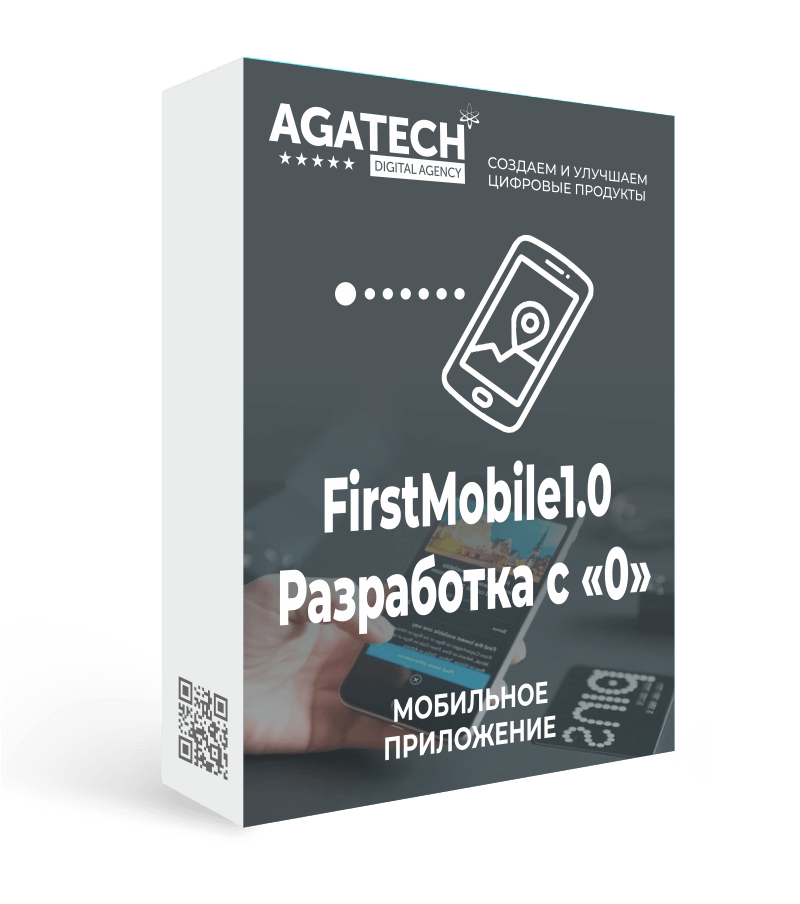 AGATECH
DIGITAL AGENCY
СОЗДАЕМ И УЛУЧШАЕМ
ЦИФРОВЫЕ ПРОДУКТЫ
FirstMobile1.0
Разработка с «0»
МОБИЛЬНОЕ
ПРИЛОЖЕНИЕ